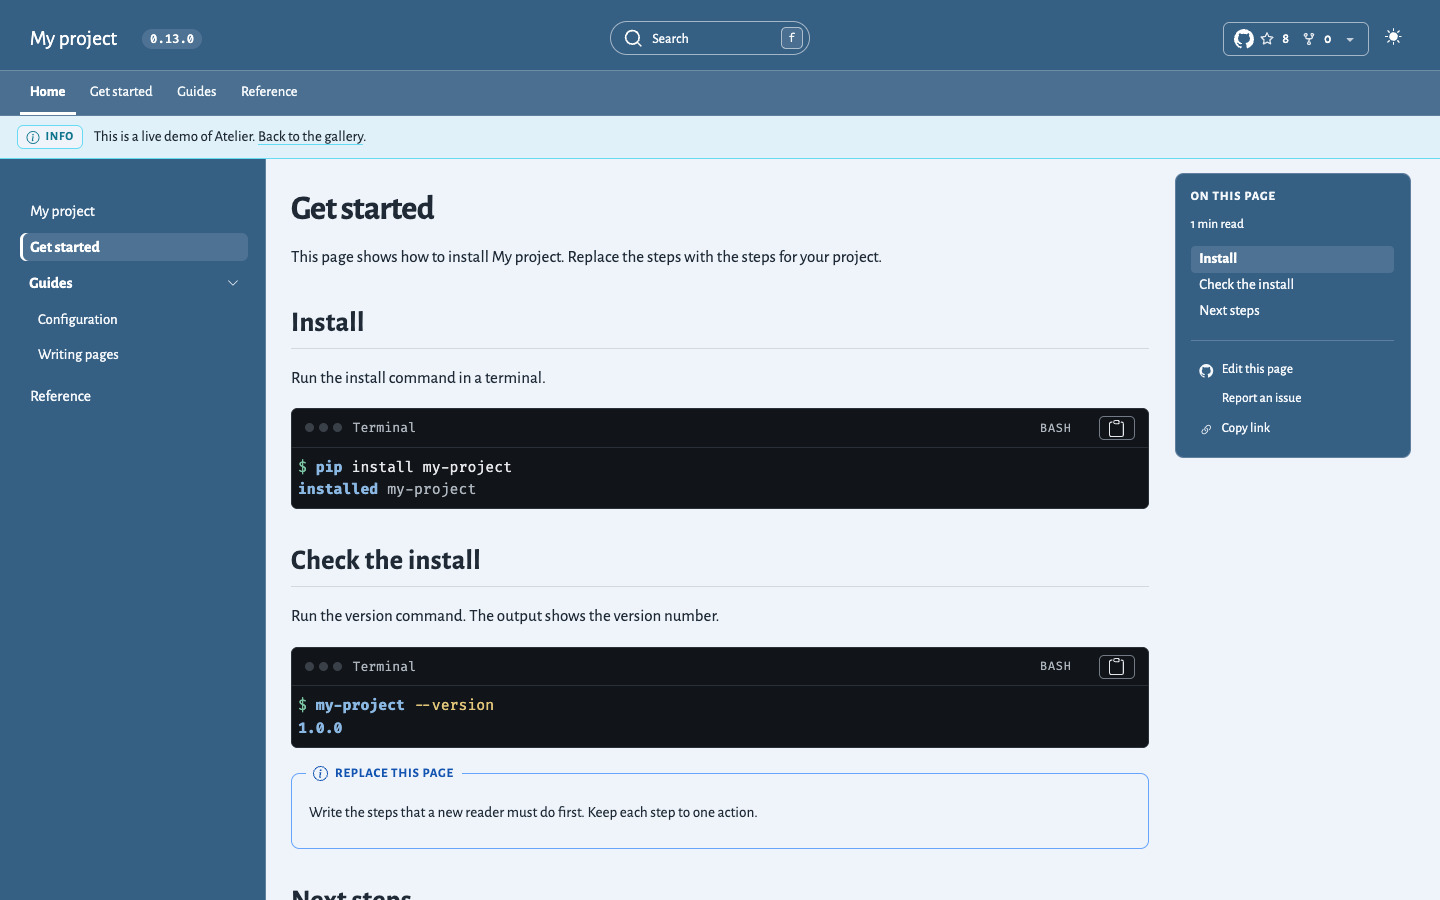 My project
0.13.0
Search
f
8
0
Home
Get started
Guides
Reference
INFO
This is a live demo of Atelier. Back to the gallery.
My project
Get started
Guides
Configuration
Writing pages
Reference
Get started
This page shows how to install My project. Replace the steps with the steps for your project.
Install
Run the install command in a terminal.
Terminal
BASH
$ pip install my-project
installed my-project
Check the install
Run the version command. The output shows the version number.
Terminal
BASH
$ my-project --version
1.0.0
REPLACE THIS PAGE
Write the steps that a new reader must do first. Keep each step to one action.
Next steps
ON THIS PAGE
1 min read
Install
Check the install
Next steps
Edit this page
Report an issue
Copy link